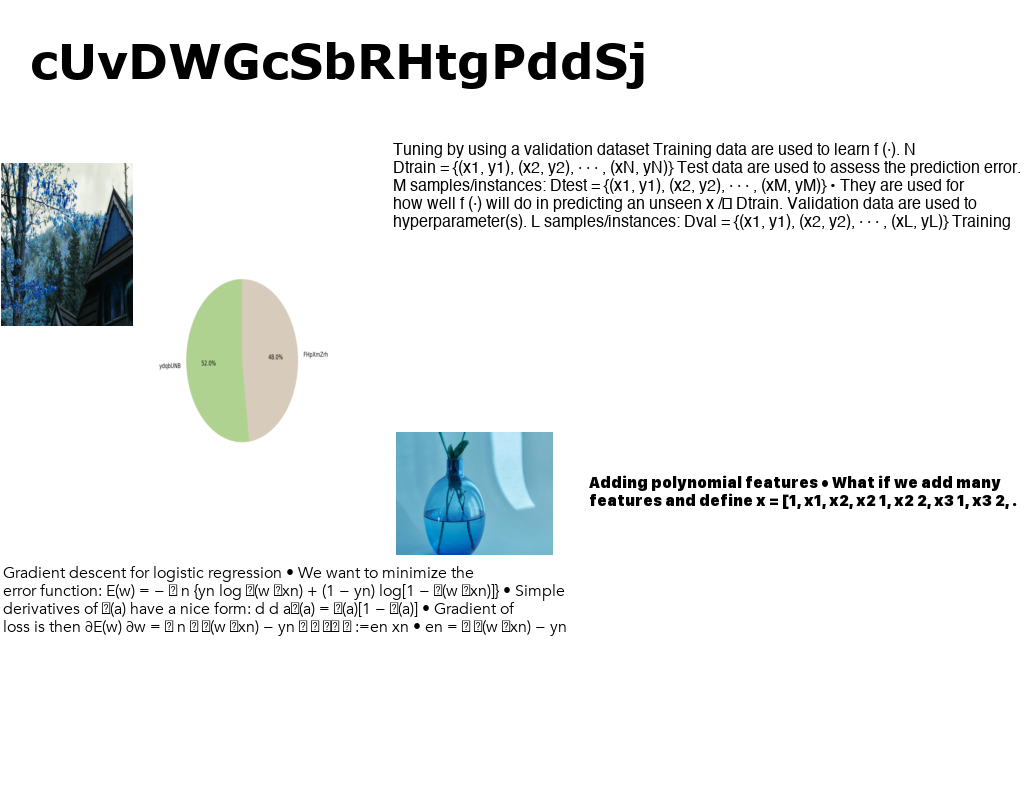 cUvDWGcSbRHtgPddSj
Tuning by using a validation dataset Training data are used to learn f (·). N
Dtrain = {(x1, y1), (x2, y2), · · · , (xN, yN)} Test data are used to assess the prediction error.
M samples/instances: Dtest = {(x1, y1), (x2, y2), · · · , (xM, yM)} • They are used for
how well f (·) will do in predicting an unseen x /□ Dtrain. Validation data are used to
hyperparameter(s). L samples/instances: Dval = {(x1, y1), (x2, y2), · · · , (xL, yL)} Training
ydqbUNB
52.0%
48.0%
FHpXmZrh
Adding polynomial features • What if we add many
features and define x = [1, x1, x2, x2 1, x2 2, x3 1, x3 2, .
Gradient descent for logistic regression • We want to minimize the
error function: E(w) = − □ n {yn log □(w □xn) + (1 − yn) log[1 − □(w □xn)]} • Simple
derivatives of □(a) have a nice form: d d a□(a) = □(a)[1 − □(a)] • Gradient of
loss is then ∂E(w) ∂w = □ n □ □(w □xn) − yn □ □ □□ □ :=en xn • en = □ □(w □xn) − yn